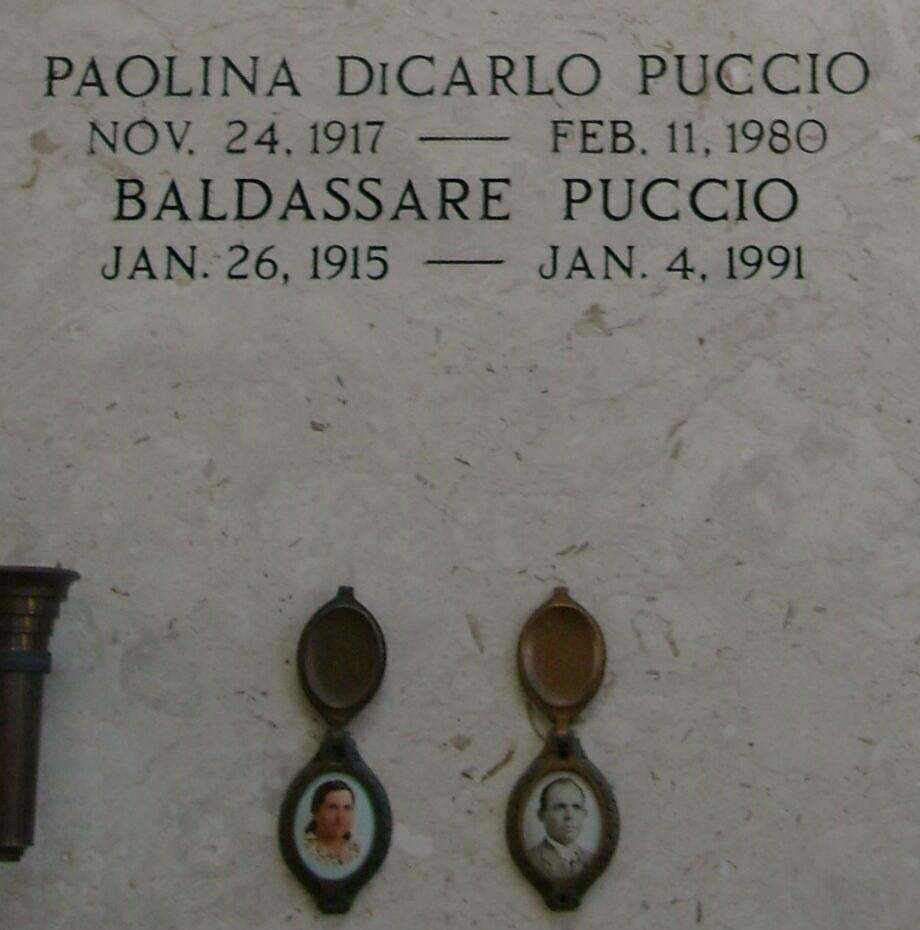 PAOLINA DiCARLO PUCCIO
NOV. 24, 1917 — FEB. 11, 1980
BALDASSARE PUCCIO
JAN. 26, 1915 — JAN. 4, 1991